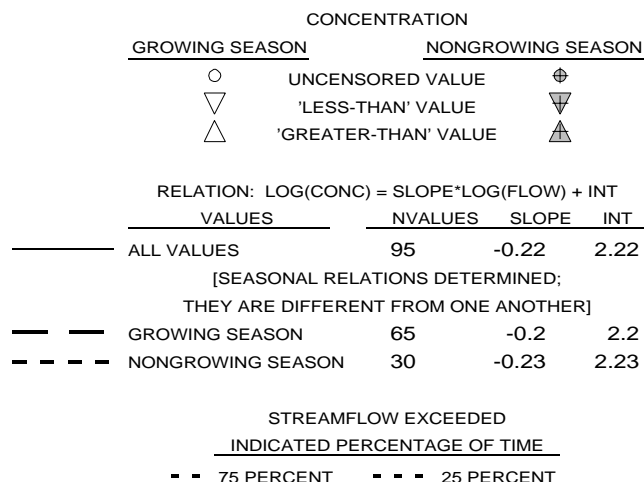 CONCENTRATION
GROWING SEASON NONGROWING SEASON
UNCENSORED VALUE
'LESS-THAN' VALUE
'GREATER-THAN' VALUE
RELATION: LOG(CONC) = SLOPE*LOG(FLOW) + INT
VALUES NVALUES SLOPE INT
ALL VALUES 95 -0.22 2.22
[SEASONAL RELATIONS DETERMINED;
THEY ARE DIFFERENT FROM ONE ANOTHER]
GROWING SEASON 65 -0.2 2.2
NONGROWING SEASON 30 -0.23 2.23
STREAMFLOW EXCEEDED
INDICATED PERCENTAGE OF TIME
75 PERCENT 25 PERCENT